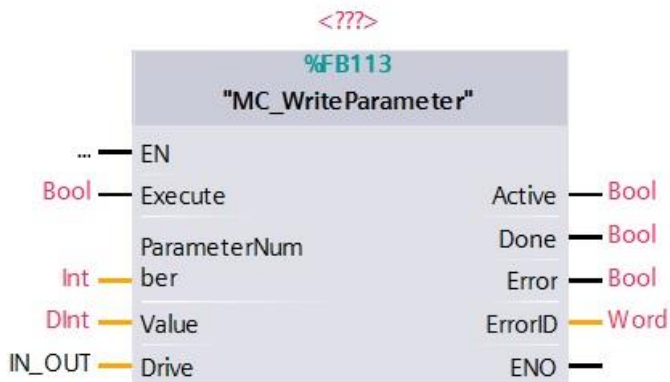 <???>
%FB113
"MC_WriteParameter"
... EN
Bool Execute Active Bool
ParameterNum Done Bool
Int ber Error Bool
DInt Value ErrorID Word
IN_OUT Drive ENO